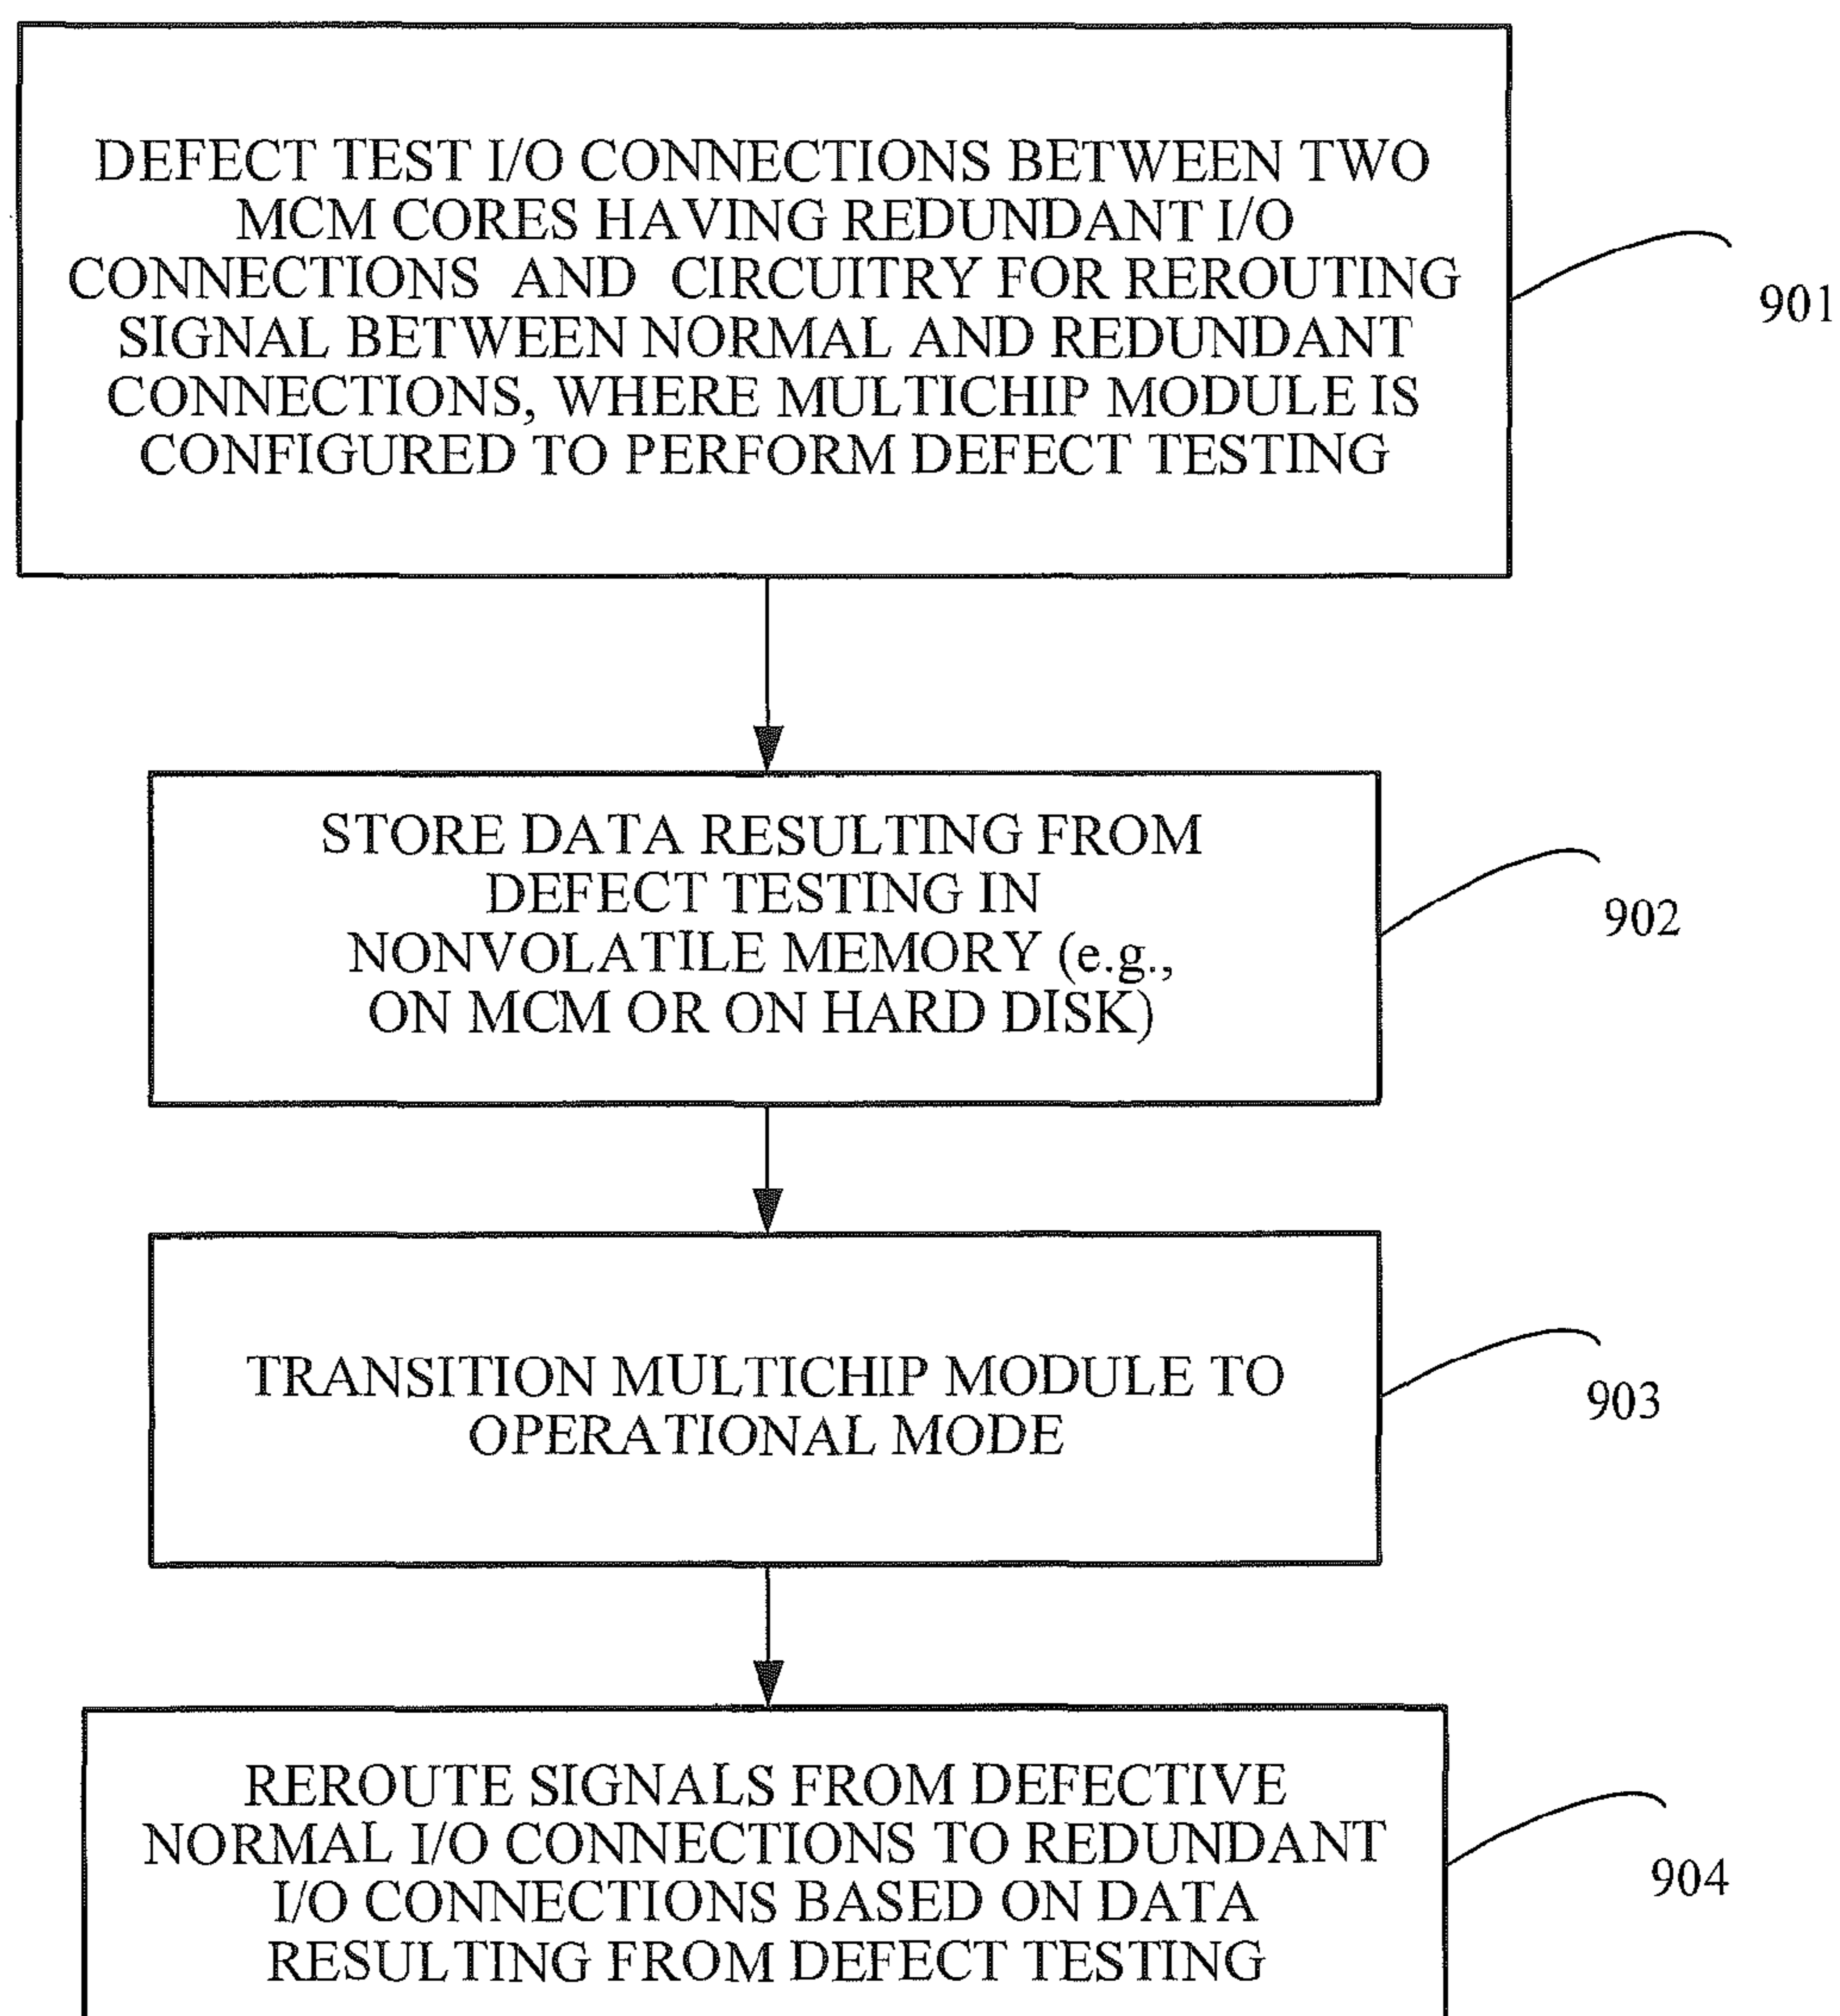 DEFECT TEST I/O CONNECTIONS BETWEEN TWO
MCM CORES HAVING REDUNDANT I/O
CONNECTIONS AND CIRCUITRY FOR REROUTING
SIGNAL BETWEEN NORMAL AND REDUNDANT
CONNECTIONS, WHERE MULTICHIP MODULE IS
CONFIGURED TO PERFORM DEFECT TESTING
901
STORE DATA RESULTING FROM
DEFECT TESTING IN
NONVOLATILE MEMORY (e.g.,
ON MCM OR ON HARD DISK)
902
TRANSITION MULTICHIP MODULE TO
OPERATIONAL MODE
903
REROUTE SIGNALS FROM DEFECTIVE
NORMAL I/O CONNECTIONS TO REDUNDANT
I/O CONNECTIONS BASED ON DATA
RESULTING FROM DEFECT TESTING
904